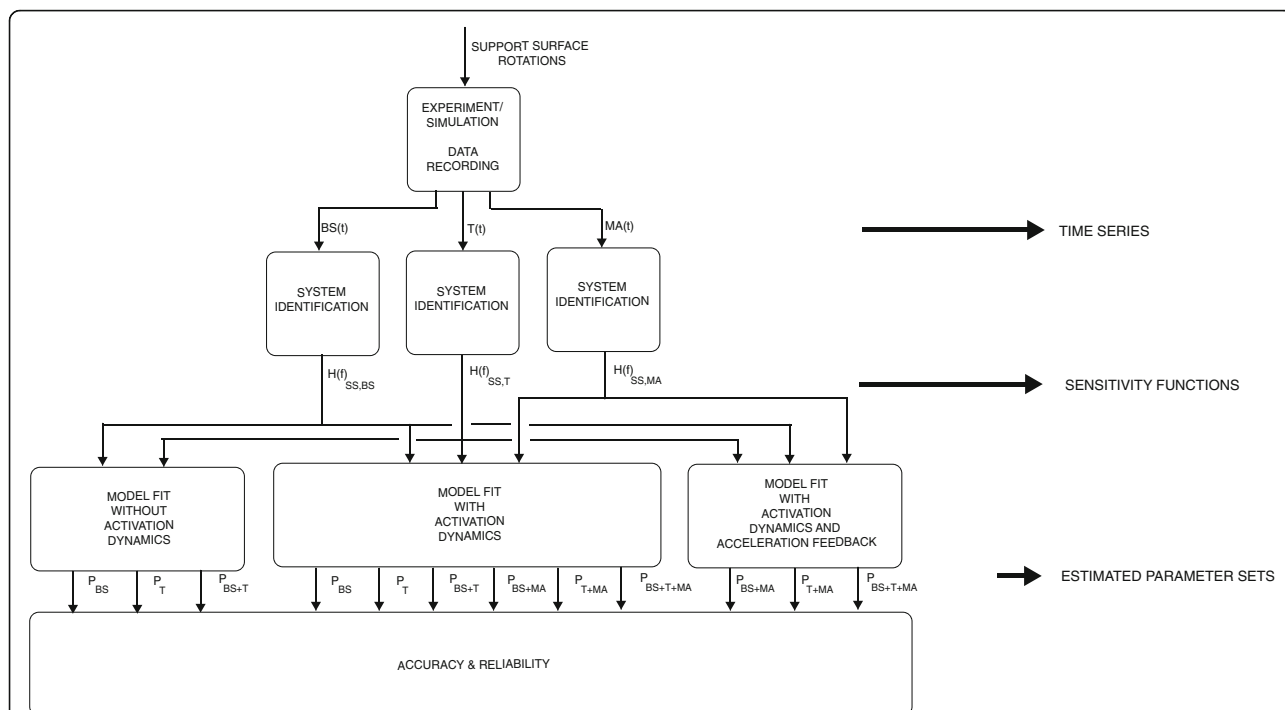 SUPPORT SURFACE
ROTATIONS
EXPERIMENT/
SIMULATION
DATA
RECORDING
BS(t)
T(t)
MA(t)
TIME SERIES
SYSTEM
IDENTIFICATION
SYSTEM
IDENTIFICATION
SYSTEM
IDENTIFICATION
H(f)SS,BS
H(f)SS,T
H(f)SS,MA
SENSITIVITY FUNCTIONS
MODEL FIT
WITHOUT
ACTIVATION
DYNAMICS
MODEL FIT
WITH
ACTIVATION
DYNAMICS
MODEL FIT
WITH
ACTIVATION
DYNAMICS AND
ACCELERATION FEEDBACK
PBS
PT
PBS+T
PBS
PT
PBS+T
PBS+MA
PT+MA
PBS+T+MA
PBS+MA
PT+MA
PBS+T+MA
ESTIMATED PARAMETER SETS
ACCURACY & RELIABILITY